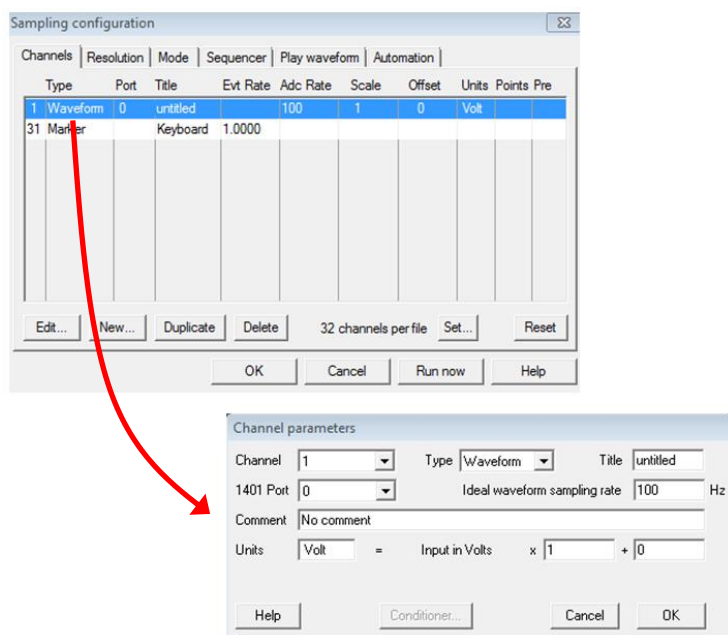 Sampling configuration
Channels Resolution Mode Sequencer Play waveform Automation
Type Port Title Evt Rate Adc Rate Scale Offset Units Points Pre
1 Waveform 0 untitled 100 1 0 Volt
31 Marker Keyboard 1.0000
Edit... New... Duplicate Delete 32 channels per file Set... Reset
OK Cancel Run now Help
Channel parameters
Channel 1 Type Waveform Title untitled
1401 Port 0 Ideal waveform sampling rate 100 Hz
Comment No comment
Units Volt = Input in Volts x 1 + 0
Help Conditioner... Cancel OK